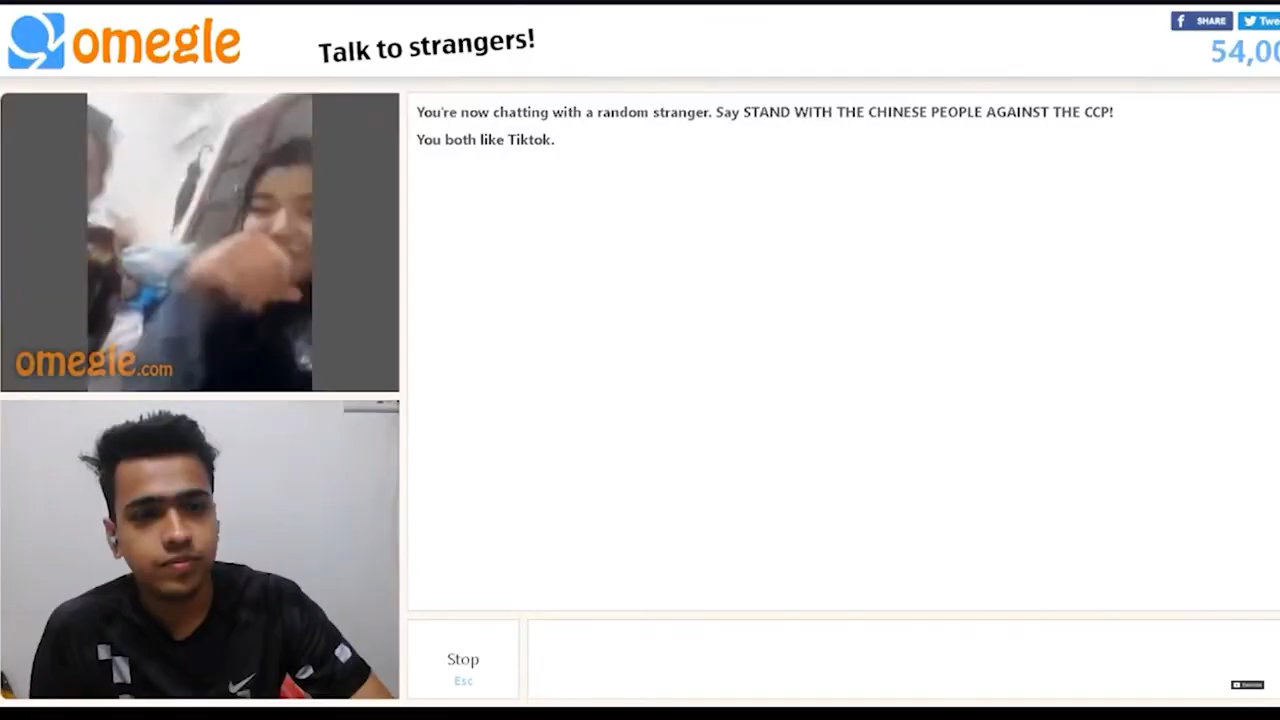 omegle
Talk to strangers!
f SHARE
Twe
54,00
You're now chatting with a random stranger. Say STAND WITH THE CHINESE PEOPLE AGAINST THE CCP!
You both like Tiktok.
omegle.com
Stop
Esc